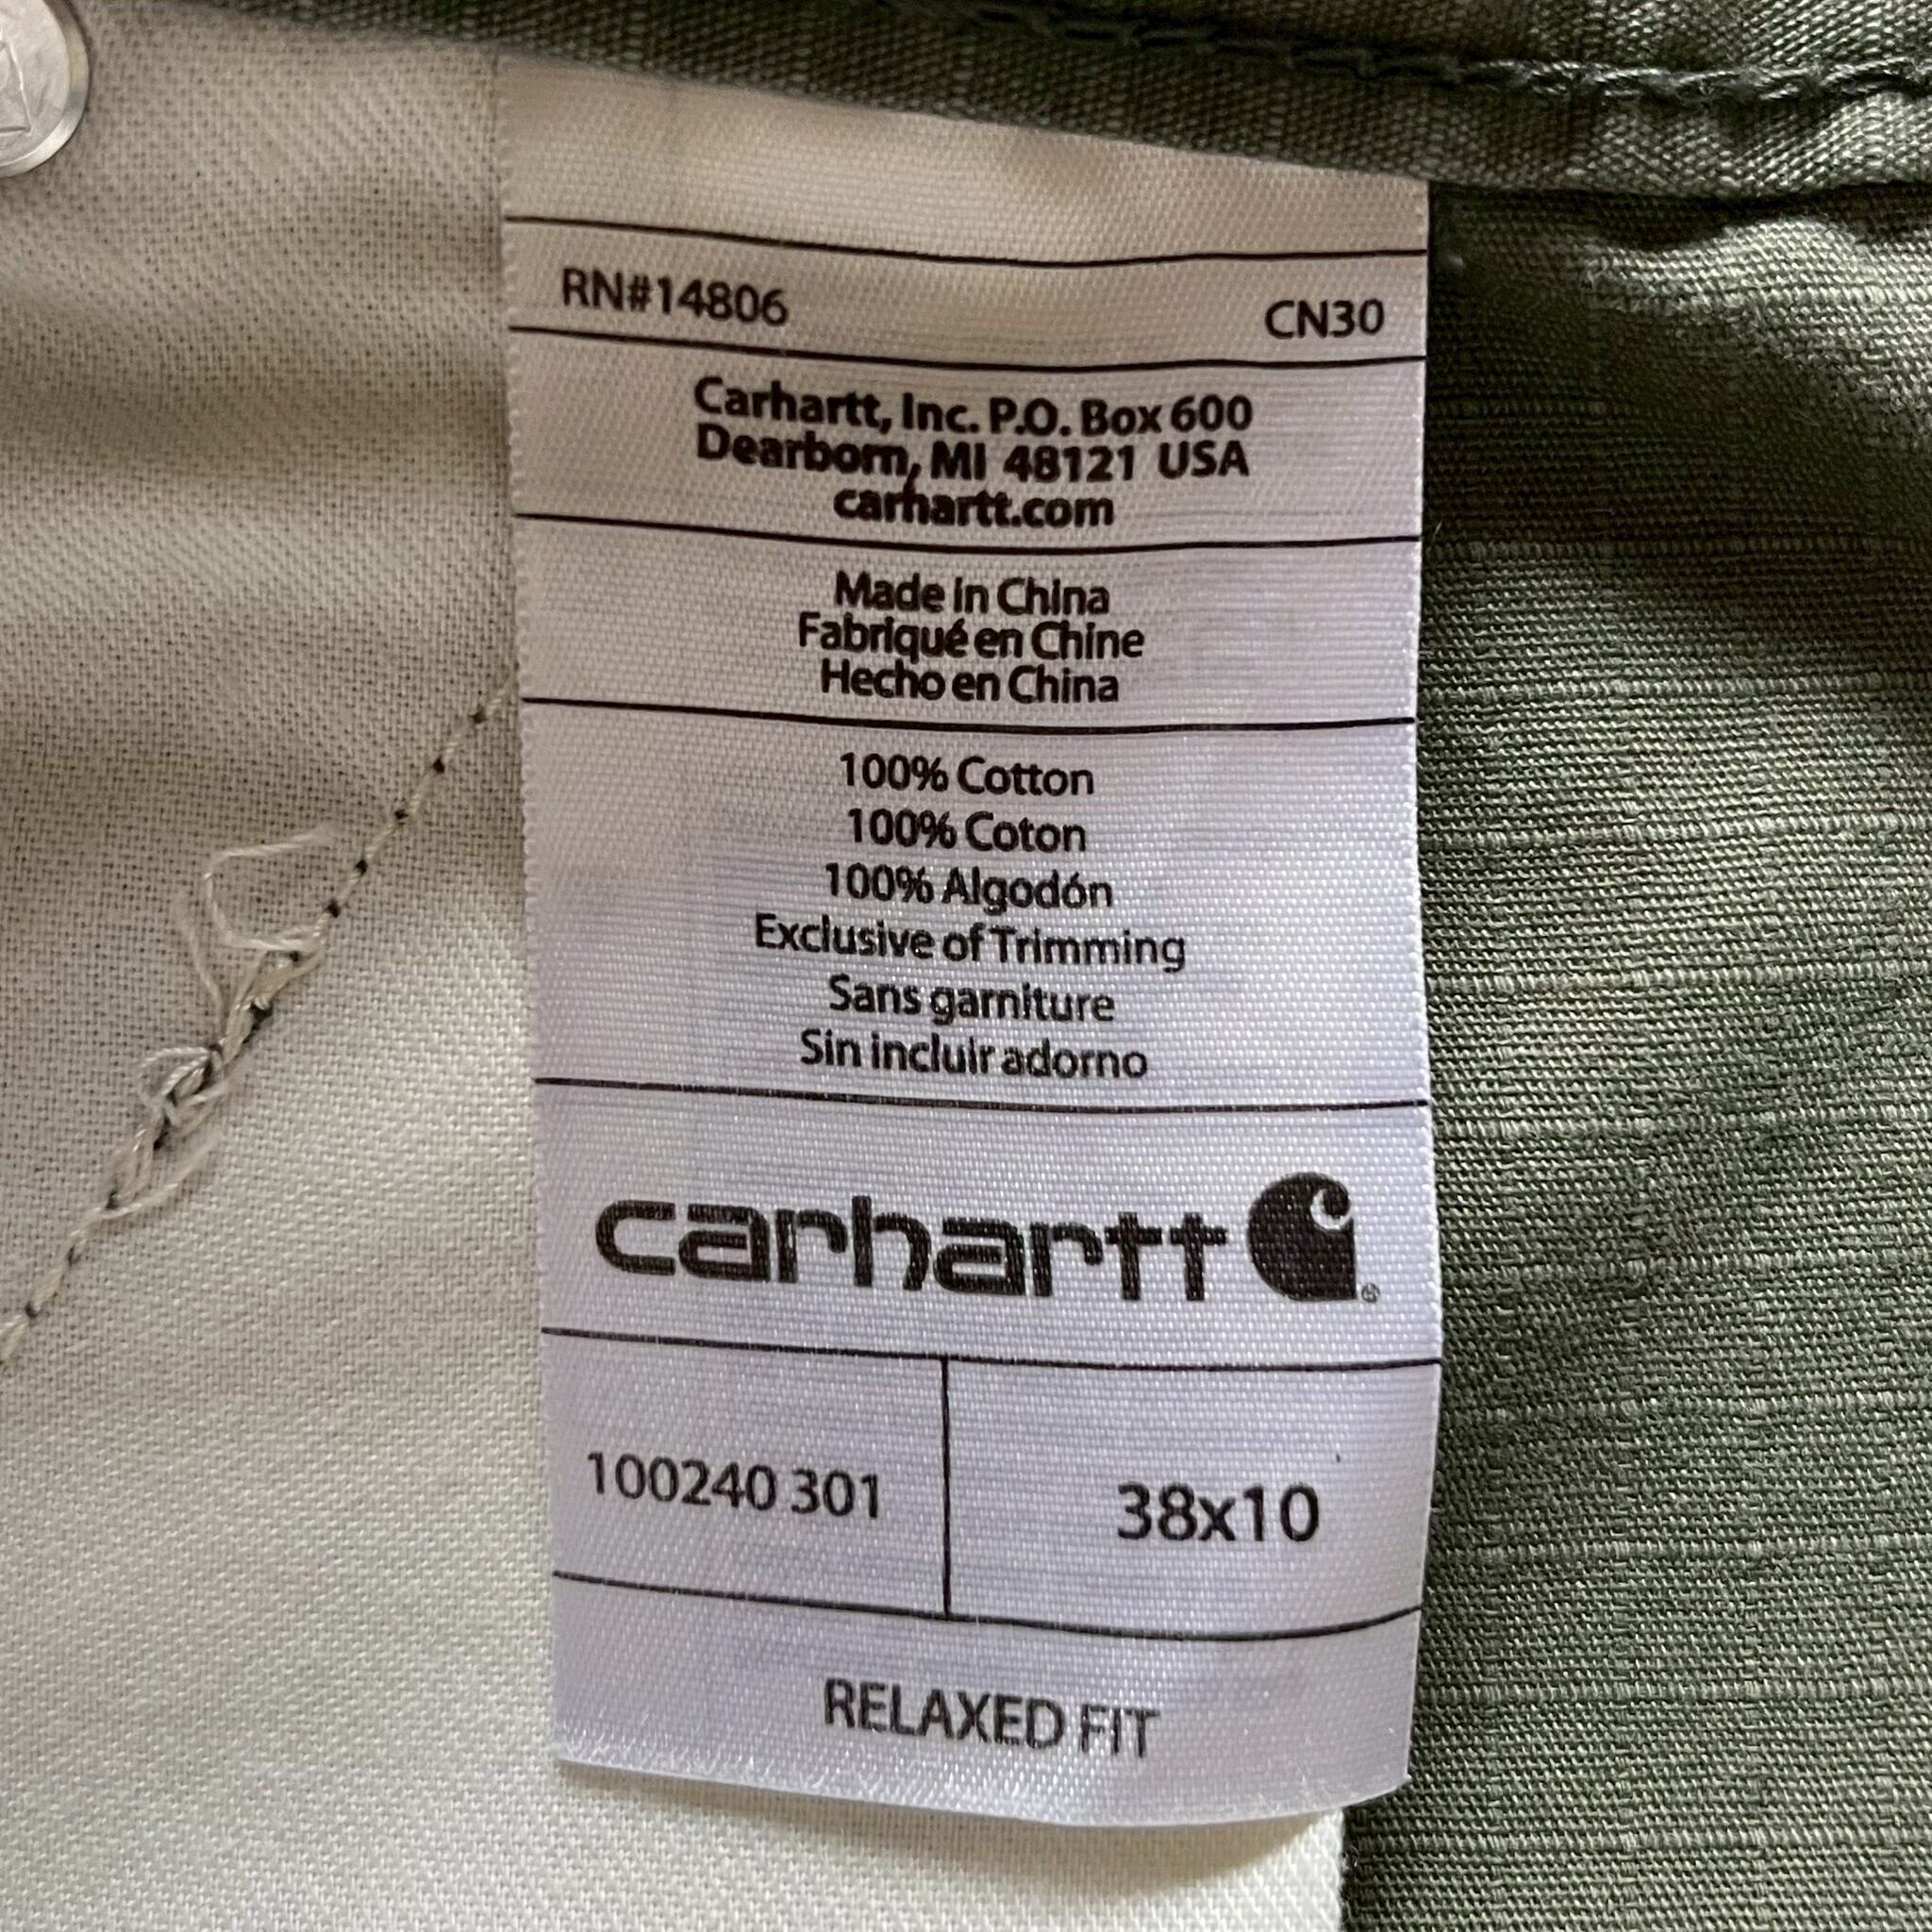 RN#14806 CN30
Carhartt, Inc. P.O. Box 600
Dearborn, MI 48121 USA
carhartt.com
Made in China
Fabriqué en Chine
Hecho en China
100% Cotton
100% Coton
100% Algodón
Exclusive of Trimming
Sans garniture
Sin incluir adorno
carhartt ®
100240 301 38x10
RELAXED FIT